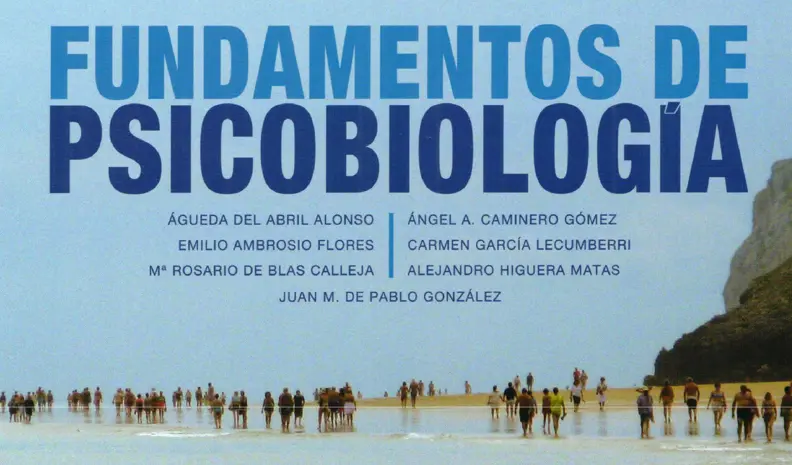 FUNDAMENTOS DE
PSICOBIOLOGÍA
ÁGUEDA DEL ABRIL ALONSO
EMILIO AMBROSIO FLORES
Mª ROSARIO DE BLAS CALLEJA
ÁNGEL A. CAMINERO GÓMEZ
CARMEN GARCÍA LECUMBERRI
ALEJANDRO HIGUERA MATAS
JUAN M. DE PABLO GONZÁLEZ